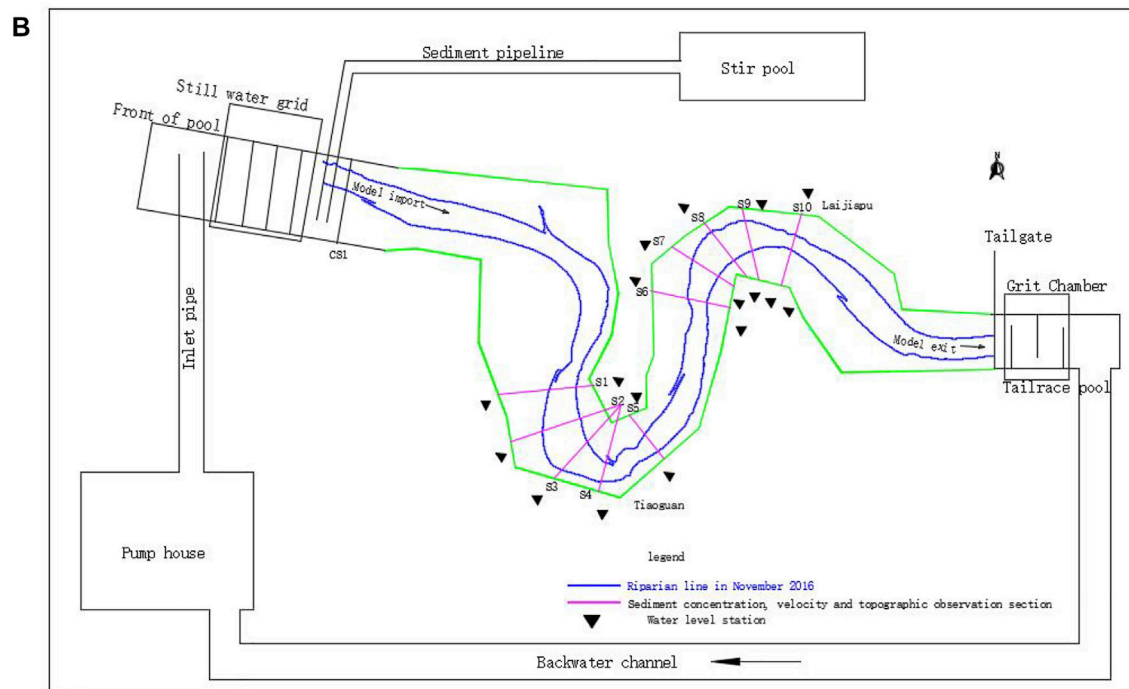 B
Sediment pipeline
Stir pool
Still water grid
Front of pool
Model import
CS1
N
S9
S10
Laijiapu
S8
S7
S6
Tailgate
Grit Chamber
Inlet pipe
Model exit
Tailrace pool
S1
S2
S5
S3
S4
Tiaoguan
Pump house
legend
Riparian line in November 2016
Sediment concentration, velocity and topographic observation section
Water level station
Backwater channel